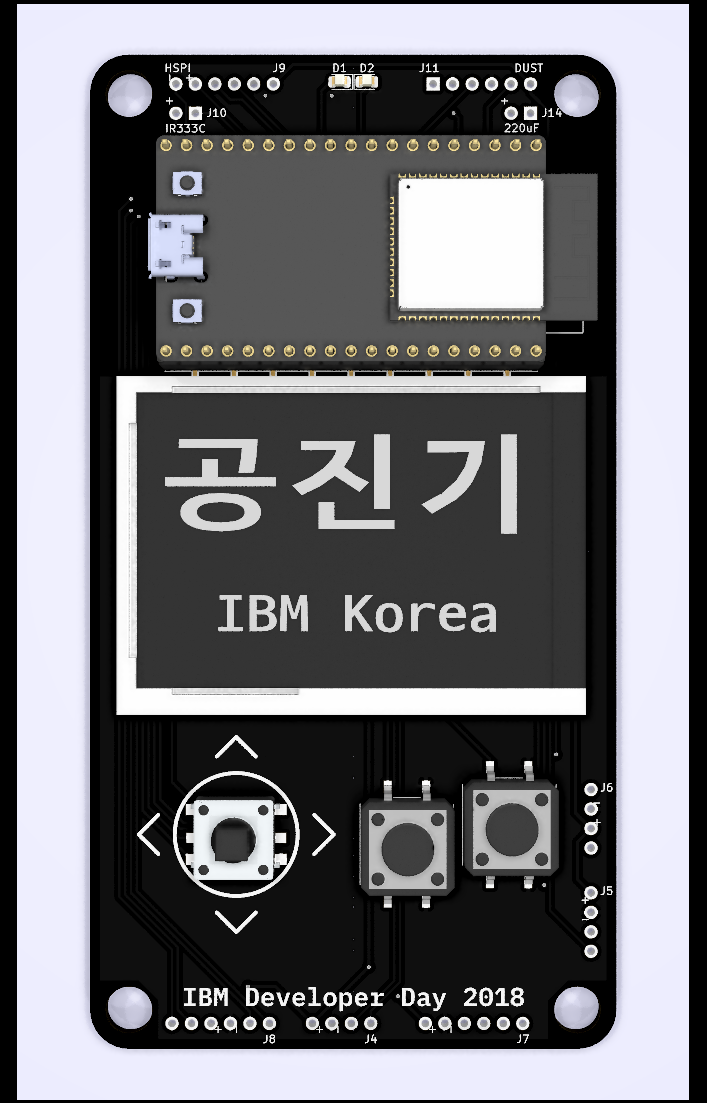 HSPI J9 D1 D2 J11 DUST
+
+ J10 + J14
IR333C 220uF
공진기
IBM Korea
J6
+
J5
+
IBM Developer Day 2018
+ + +
J8 J4 J7